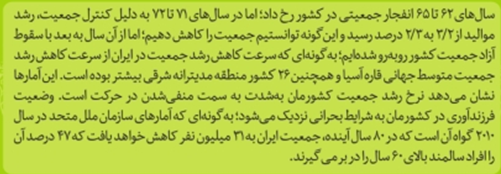 سال‌های ۶۲ تا ۶۵ انفجار جمعیتی در کشور رخ داد؛ اما در سال‌های ۷۱ تا ۷۲ به دلیل کنترل جمعیت، رشد
موالید از ۳/۲ به ۲/۳ درصد رسید و این‌گونه توانستیم جمعیت را کاهش دهیم؛ اما از آن سال به بعد با سقوط
آزاد جمعیت کشور روبه‌رو شده‌ایم؛ به‌گونه‌ای که سرعت کاهش رشد جمعیت در ایران از سرعت کاهش رشد
جمعیت متوسط جهانی قاره آسیا و همچنین ۲۶ کشور منطقه مدیترانه شرقی بیشتر بوده است. این آمارها
نشان می‌دهد نرخ رشد جمعیت کشورمان به‌شدت به سمت منفی‌شدن در حرکت است. وضعیت
فرزندآوری در کشورمان به شرایط بحرانی نزدیک می‌شود؛ به‌گونه‌ای که آمارهای سازمان ملل متحد در سال
۲۰۱۰ گواه آن است که در ۸۰ سال آینده، جمعیت ایران به ۳۱ میلیون نفر کاهش خواهد یافت که ۴۷ درصد آن
را افراد سالمند بالای ۶۰ سال را در بر می‌گیرند.